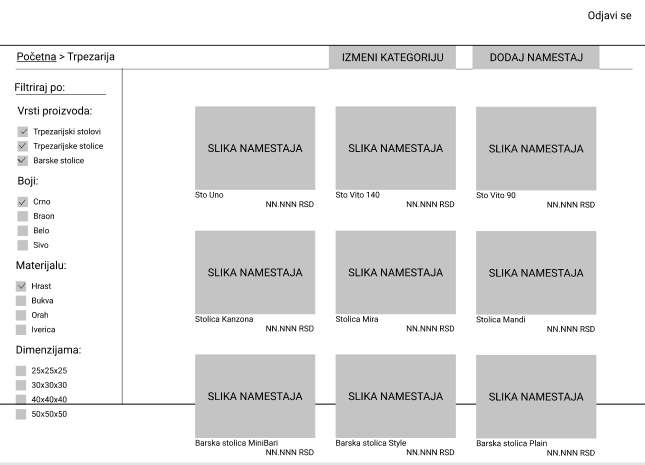 Odjavi se
Početna > Trpezarija
IZMENI KATEGORIJU
DODAJ NAMESTAJ
Filtriraj po:
Vrsti proizvoda:
Trpezarijski stolovi
Trpezarijske stolice
Barske stolice
Boji:
Crno
Braon
Belo
Sivo
Materijalu:
Hrast
Bukva
Orah
Iverica
Dimenzijama:
25x25x25
30x30x30
40x40x40
50x50x50
SLIKA NAMESTAJA
Sto Uno
NN.NNN RSD
SLIKA NAMESTAJA
Sto Vito 140
NN.NNN RSD
SLIKA NAMESTAJA
Sto Vito 90
NN.NNN RSD
SLIKA NAMESTAJA
Stolica Kanzona
NN.NNN RSD
SLIKA NAMESTAJA
Stolica Mira
NN.NNN RSD
SLIKA NAMESTAJA
Stolica Mandi
NN.NNN RSD
SLIKA NAMESTAJA
Barska stolica MiniBari
NN.NNN RSD
SLIKA NAMESTAJA
Barska stolica Style
NN.NNN RSD
SLIKA NAMESTAJA
Barska stolica Plain
NN.NNN RSD